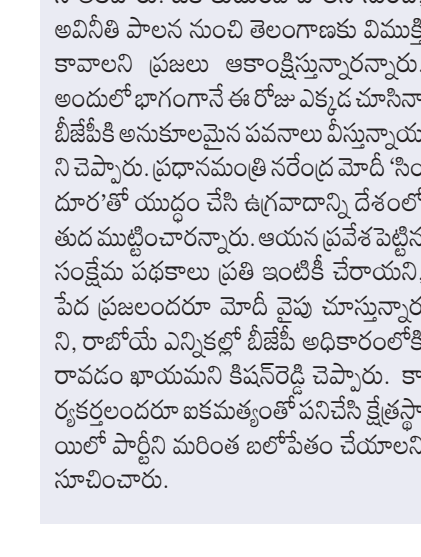 అవినీతి పాలన నుంచి తెలంగాణకు విముక్తి
కావాలని ప్రజలు ఆకాంక్షిస్తున్నారన్నారు.
అందులో భాగంగానే ఈ రోజు ఎక్కడ చూసినా
బీజేపీకి అనుకూలమైన పవనాలు వీస్తున్నాయ
ని చెప్పారు. ప్రధానమంత్రి నరేంద్ర మోదీ ‘సిం
దూర’తో యుద్ధం చేసి ఉగ్రవాదాన్ని దేశంలో
తుద ముట్టించారన్నారు. ఆయన ప్రవేశపెట్టిన
సంక్షేమ పథకాలు ప్రతి ఇంటికీ చేరాయని,
పేద ప్రజలందరూ మోదీ వైపు చూస్తున్నార
ని, రాబోయే ఎన్నికల్లో బీజేపీ అధికారంలోకి
రావడం ఖాయమని కిషన్‌రెడ్డి చెప్పారు. కా
ర్యకర్తలందరూ ఐకమత్యంతో పనిచేసి క్షేత్రస్థా
యిలో పార్టీని మరింత బలోపేతం చేయాలని
సూచించారు.